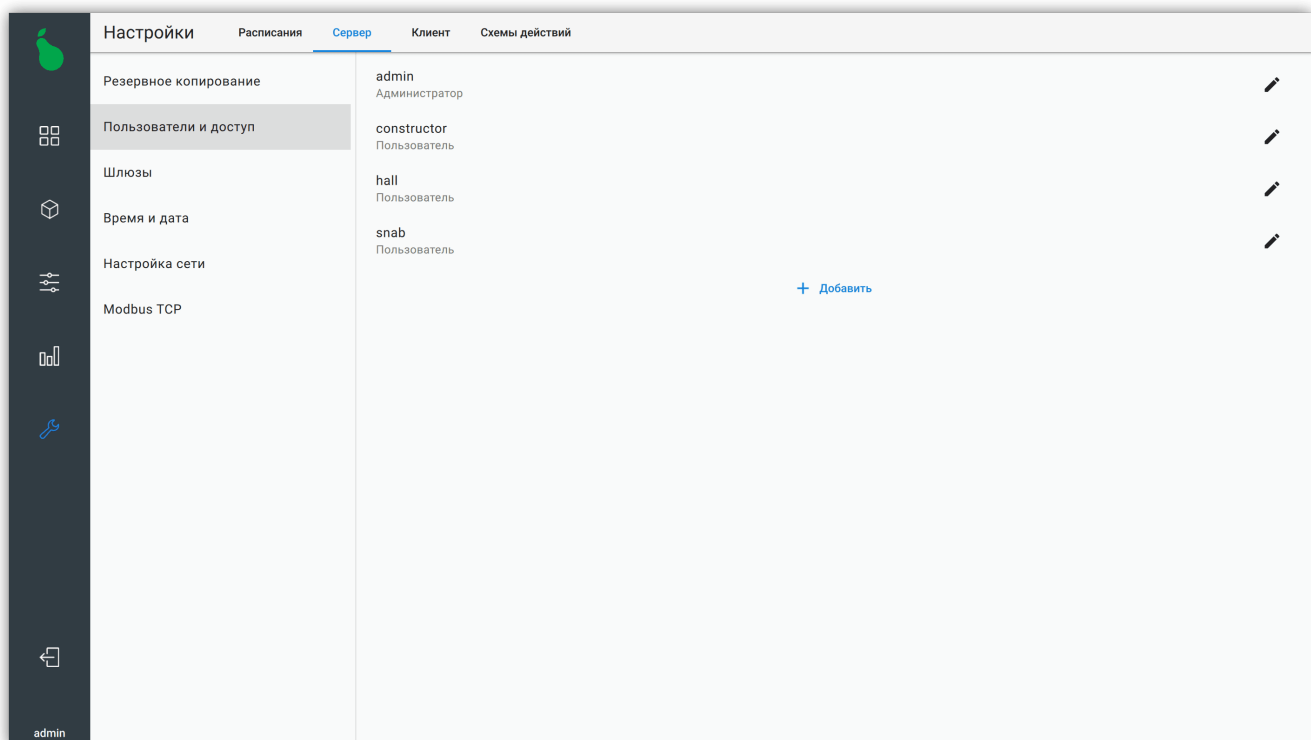 Настройки
Расписания
Сервер
Клиент
Схемы действий
Резервное копирование
Пользователи и доступ
Шлюзы
Время и дата
Настройка сети
Modbus TCP
admin
Администратор
constructor
Пользователь
hall
Пользователь
snab
Пользователь
Добавить
admin